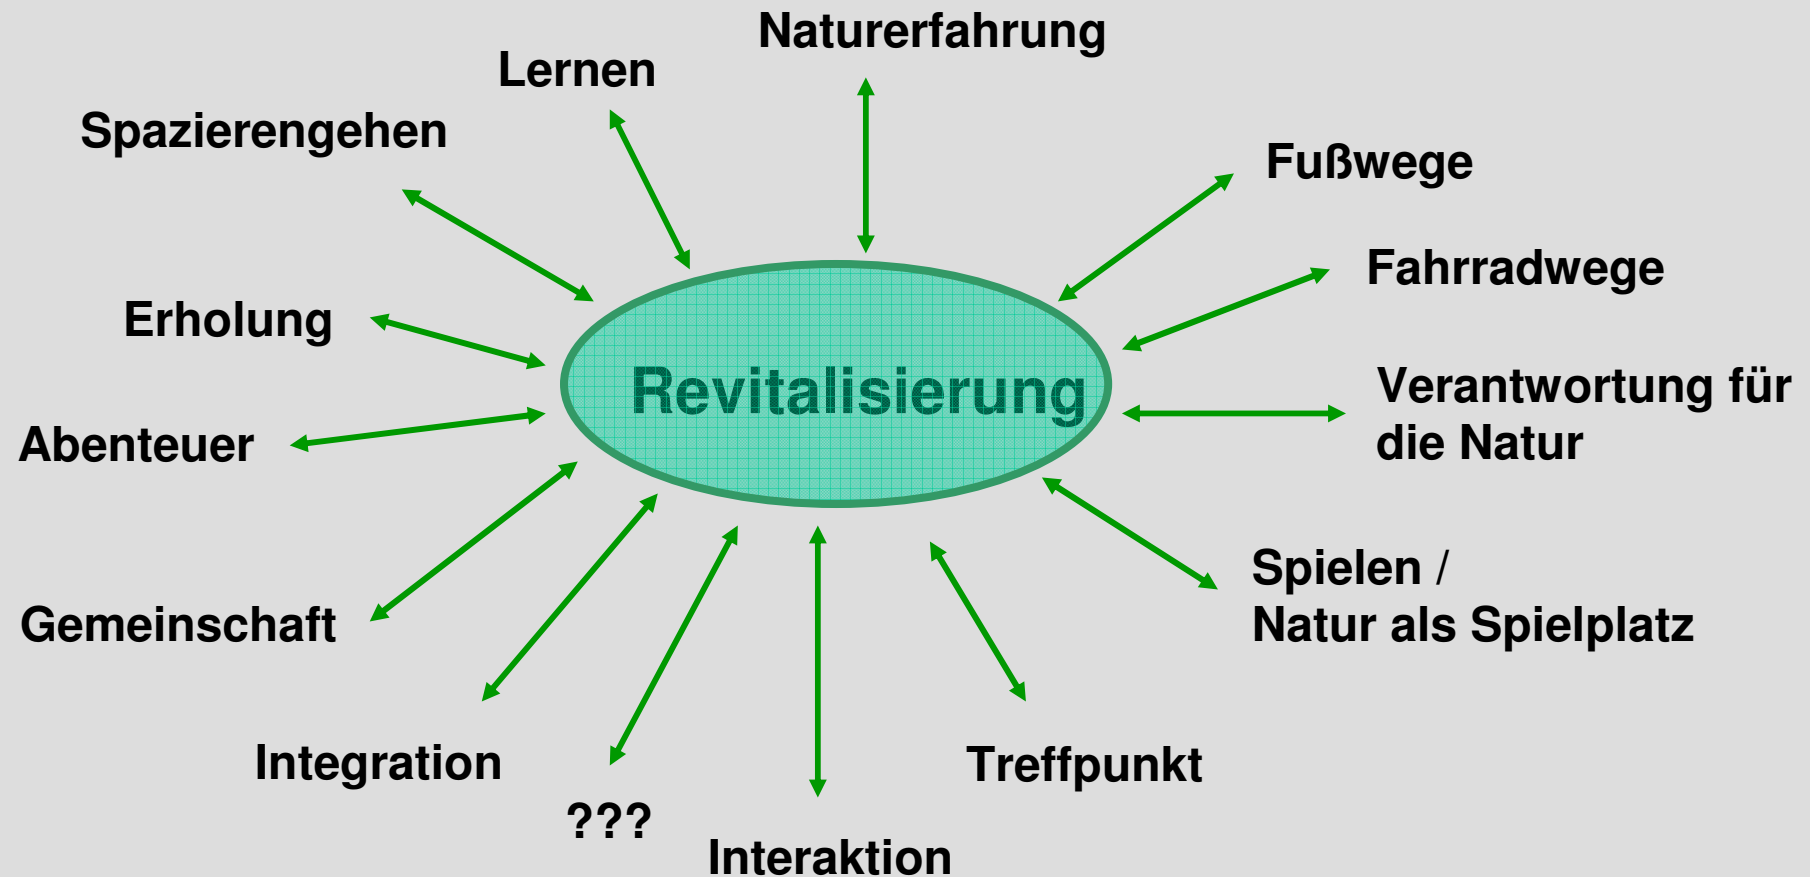 Naturerfahrung
Lernen
Spazierengehen
Fußwege
Fahrradwege
Erholung
Revitalisierung
Verantwortung für
die Natur
Abenteuer
Spielen /
Natur als Spielplatz
Gemeinschaft
Integration
Treffpunkt
???
Interaktion